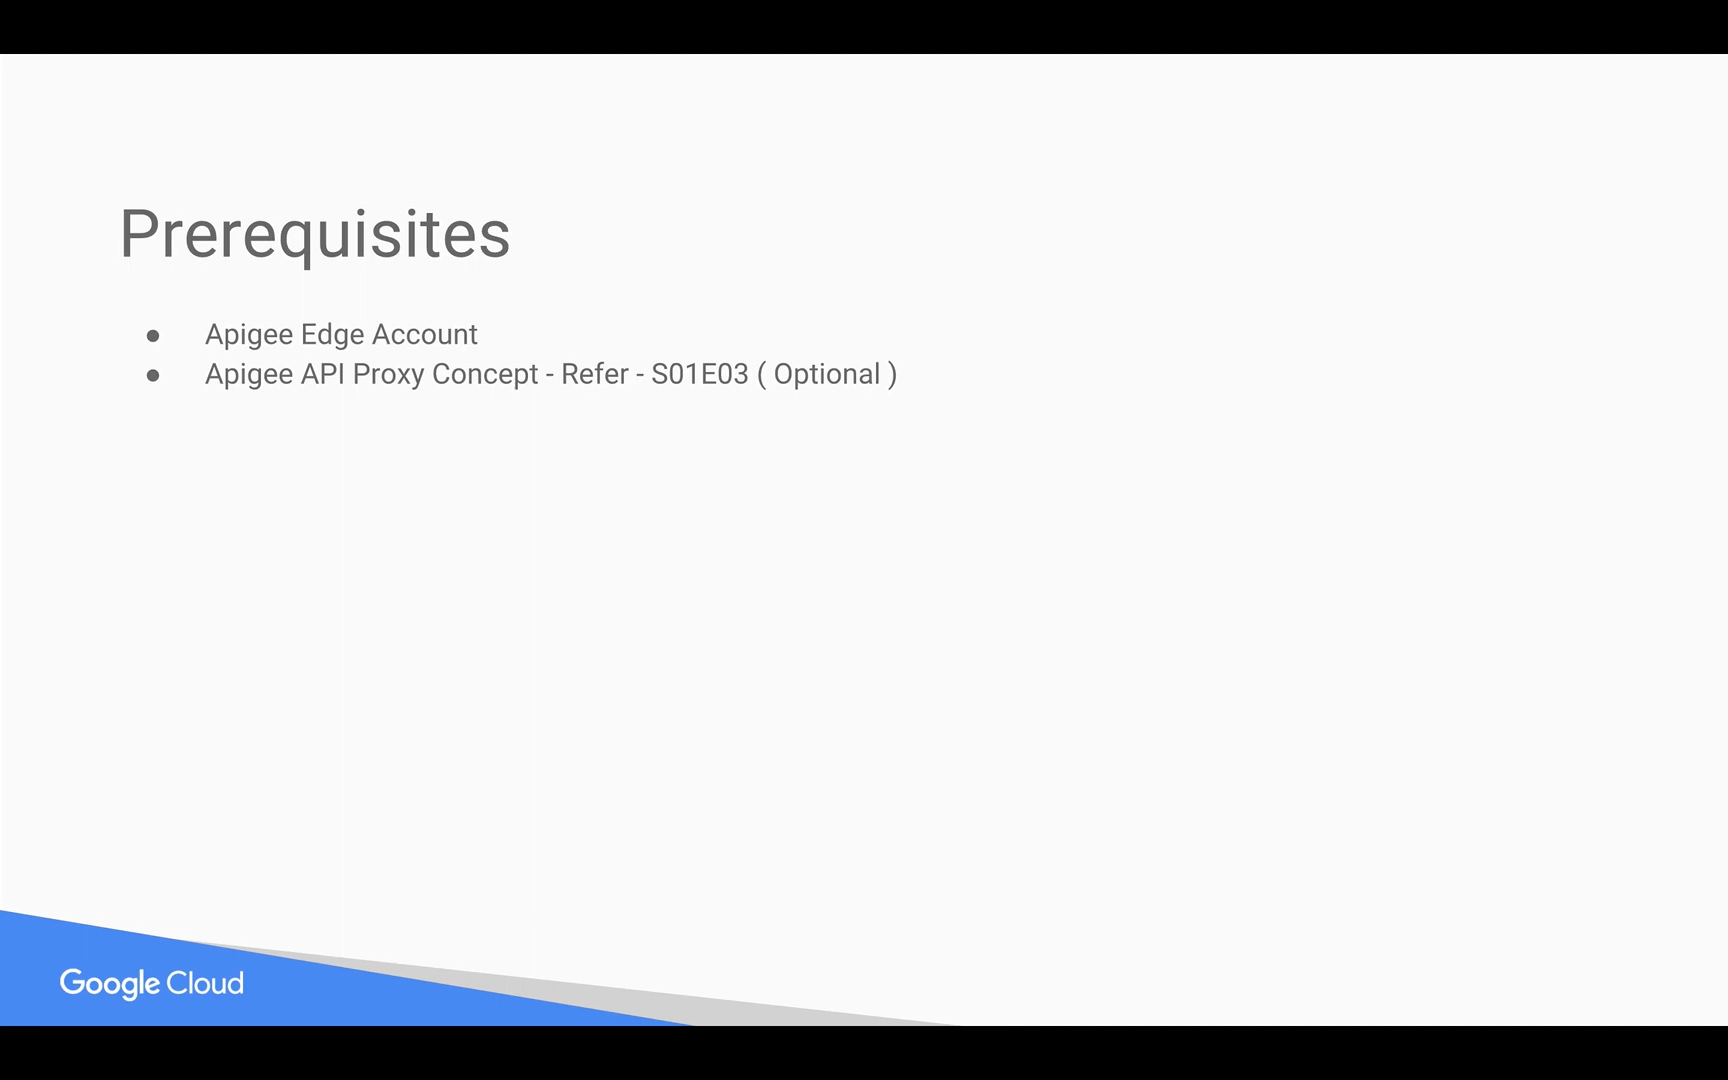 Prerequisites
● Apigee Edge Account
● Apigee API Proxy Concept - Refer - S01E03 ( Optional )
Google Cloud